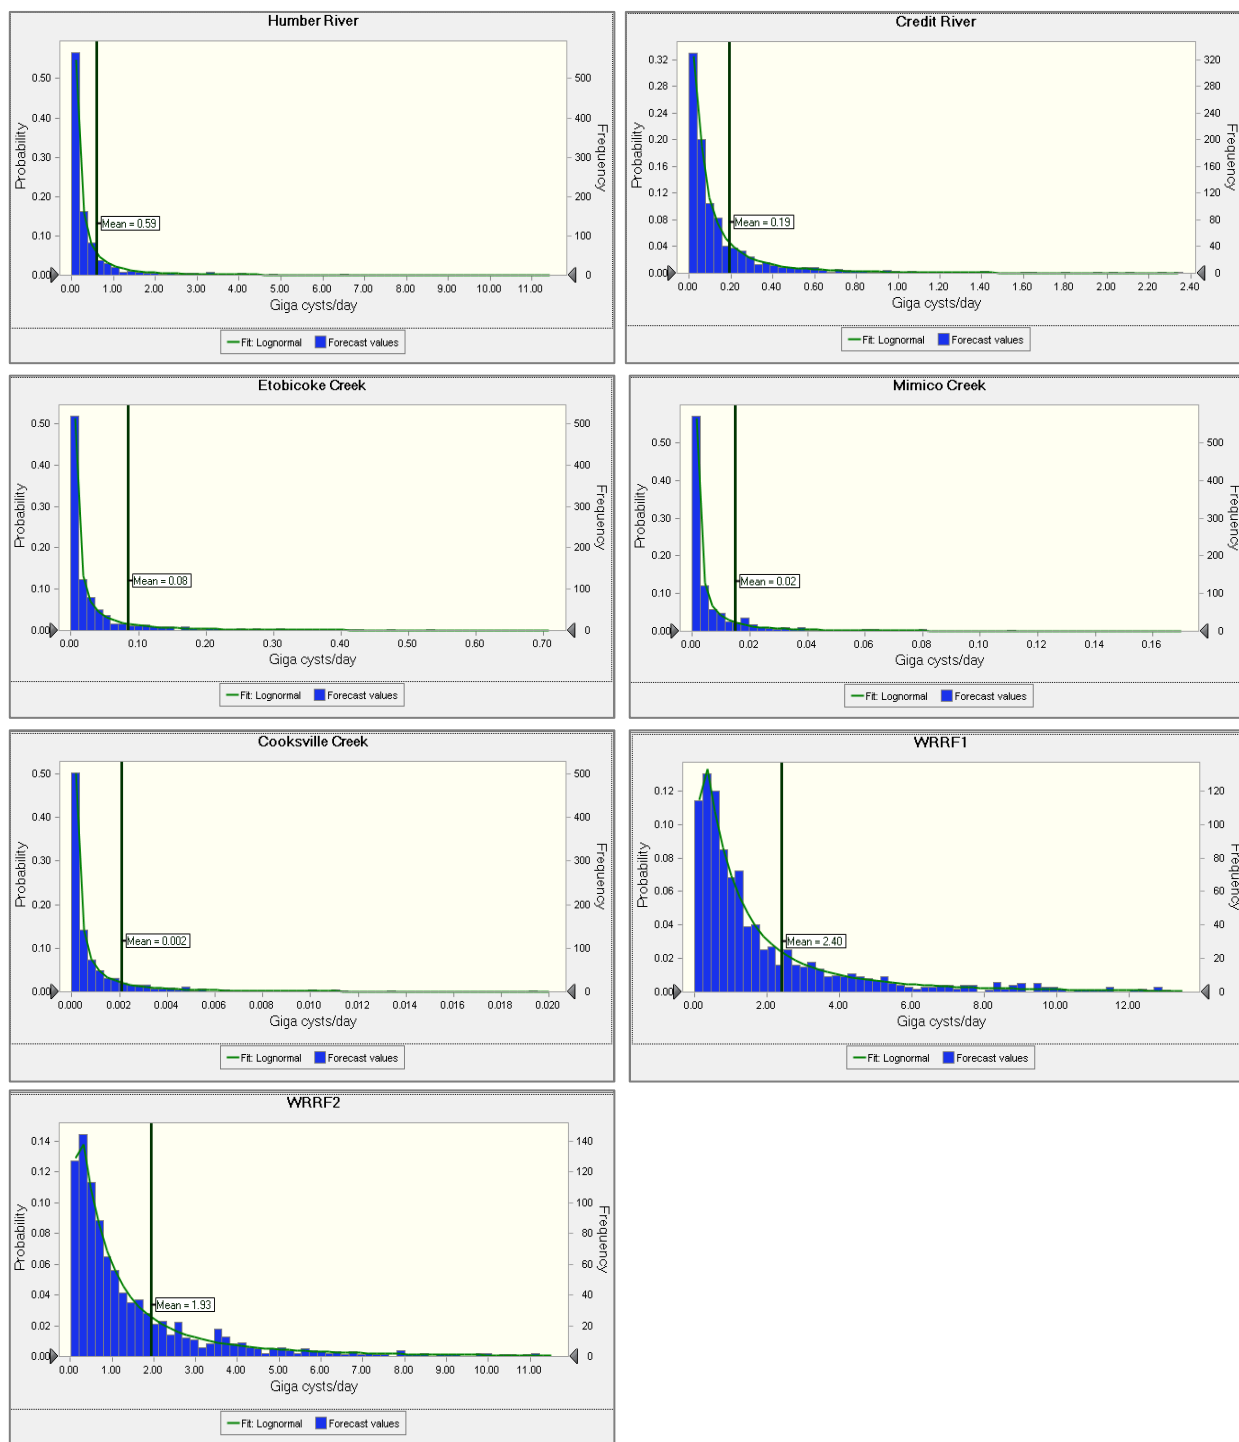 Humber River
Probability
0.50
0.40
0.30
0.20
0.10
0.00
500
400
300
200
100
0
Frequency
Mean = 0.59
0.00 1.00 2.00 3.00 4.00 5.00 6.00 7.00 8.00 9.00 10.00 11.00
Giga cysts/day
Fit: Lognormal Forecast values
Credit River
Probability
0.32
0.28
0.24
0.20
0.16
0.12
0.08
0.04
0.00
320
280
240
200
160
120
80
40
0
Frequency
Mean = 0.19
0.00 0.20 0.40 0.60 0.80 1.00 1.20 1.40 1.60 1.80 2.00 2.20 2.40
Giga cysts/day
Fit: Lognormal Forecast values
Etobicoke Creek
Probability
0.50
0.40
0.30
0.20
0.10
0.00
500
400
300
200
100
0
Frequency
Mean = 0.08
0.00 0.10 0.20 0.30 0.40 0.50 0.60 0.70
Giga cysts/day
Fit: Lognormal Forecast values
Mimico Creek
Probability
0.50
0.40
0.30
0.20
0.10
0.00
500
400
300
200
100
0
Frequency
Mean = 0.02
0.00 0.02 0.04 0.06 0.08 0.10 0.12 0.14 0.16
Giga cysts/day
Fit: Lognormal Forecast values
Cooksville Creek
Probability
0.50
0.40
0.30
0.20
0.10
0.00
500
400
300
200
100
0
Frequency
Mean = 0.002
0.000 0.002 0.004 0.006 0.008 0.010 0.012 0.014 0.016 0.018 0.020
Giga cysts/day
Fit: Lognormal Forecast values
WRRF1
Probability
0.12
0.10
0.08
0.06
0.04
0.02
0.00
120
100
80
60
40
20
0
Frequency
Mean = 2.40
0.00 2.00 4.00 6.00 8.00 10.00 12.00
Giga cysts/day
Fit: Lognormal Forecast values
WRRF2
Probability
0.14
0.12
0.10
0.08
0.06
0.04
0.02
0.00
140
120
100
80
60
40
20
0
Frequency
Mean = 1.93
0.00 1.00 2.00 3.00 4.00 5.00 6.00 7.00 8.00 9.00 10.00 11.00
Giga cysts/day
Fit: Lognormal Forecast values